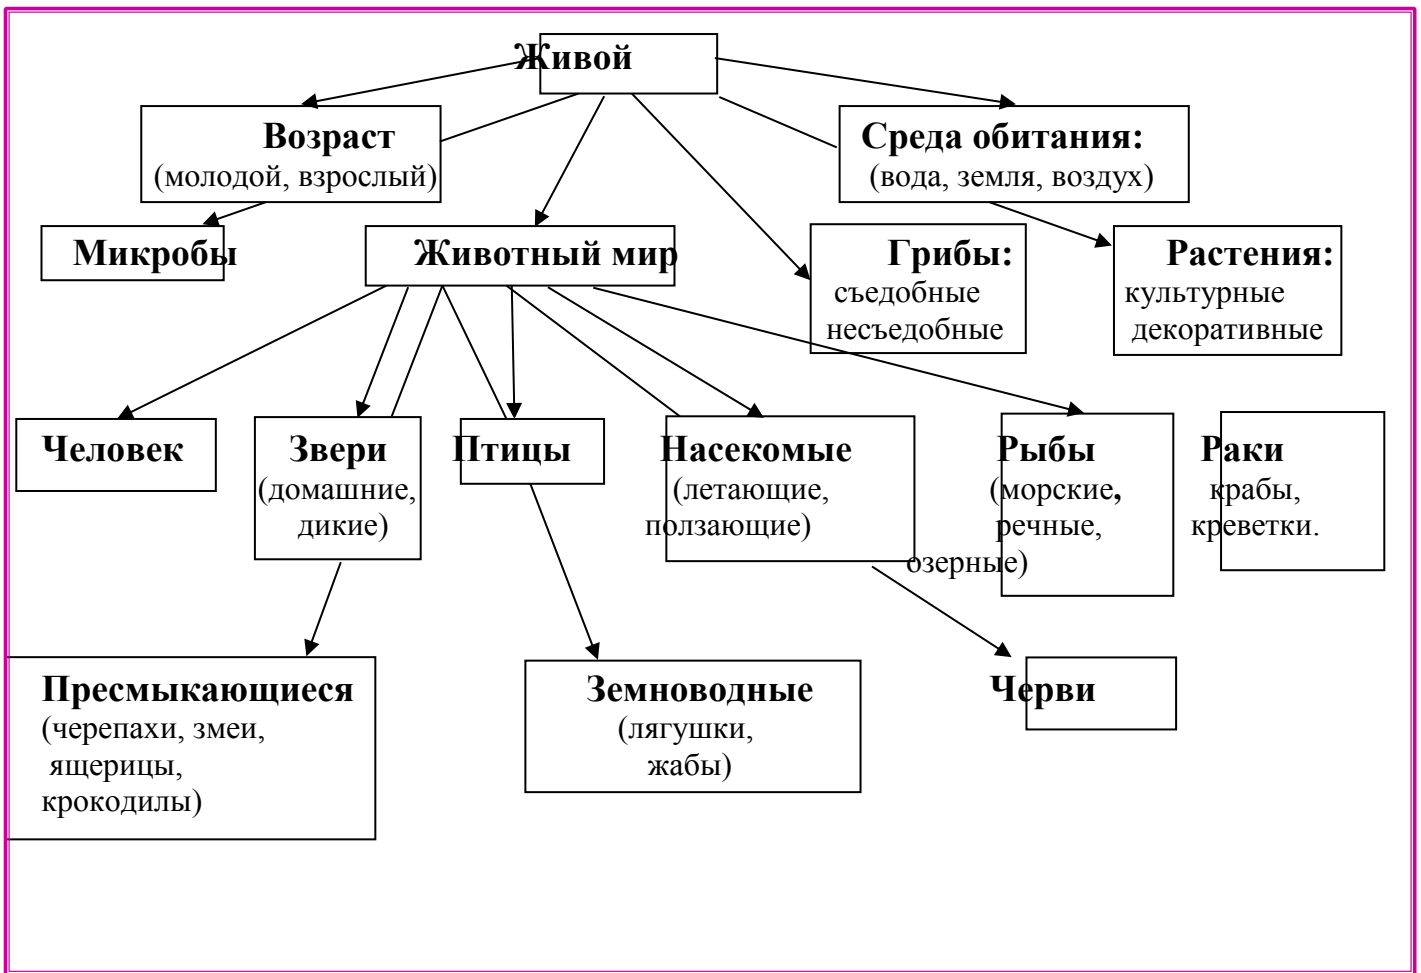 Живой
Возраст
(молодой, взрослый)
Среда обитания:
(вода, земля, воздух)
Микробы
Животный мир
Грибы:
съедобные
несъедобные
Растения:
культурные
декоративные
Человек
Звери
(домашние,
дикие)
Птицы
Насекомые
(летающие,
ползающие)
Рыбы
(морские,
речные,
озерные)
Раки
крабы,
креветки.
Пресмыкающиеся
(черепахи, змеи,
ящерицы,
крокодилы)
Земноводные
(лягушки,
жабы)
Черви